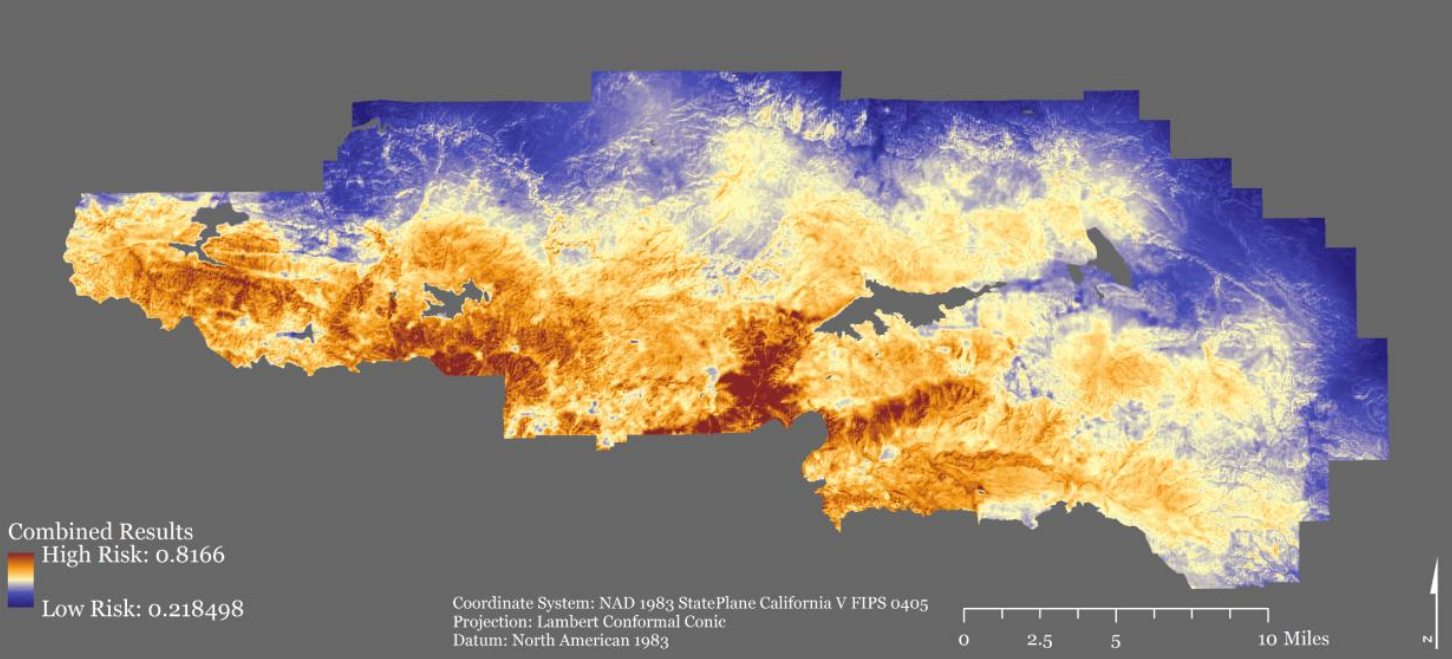 Combined Results
High Risk: 0.8166
Low Risk: 0.218498
Coordinate System: NAD 1983 StatePlane California V FIPS 0405
Projection: Lambert Conformal Conic
Datum: North American 1983
0 2.5 5 10 Miles
N